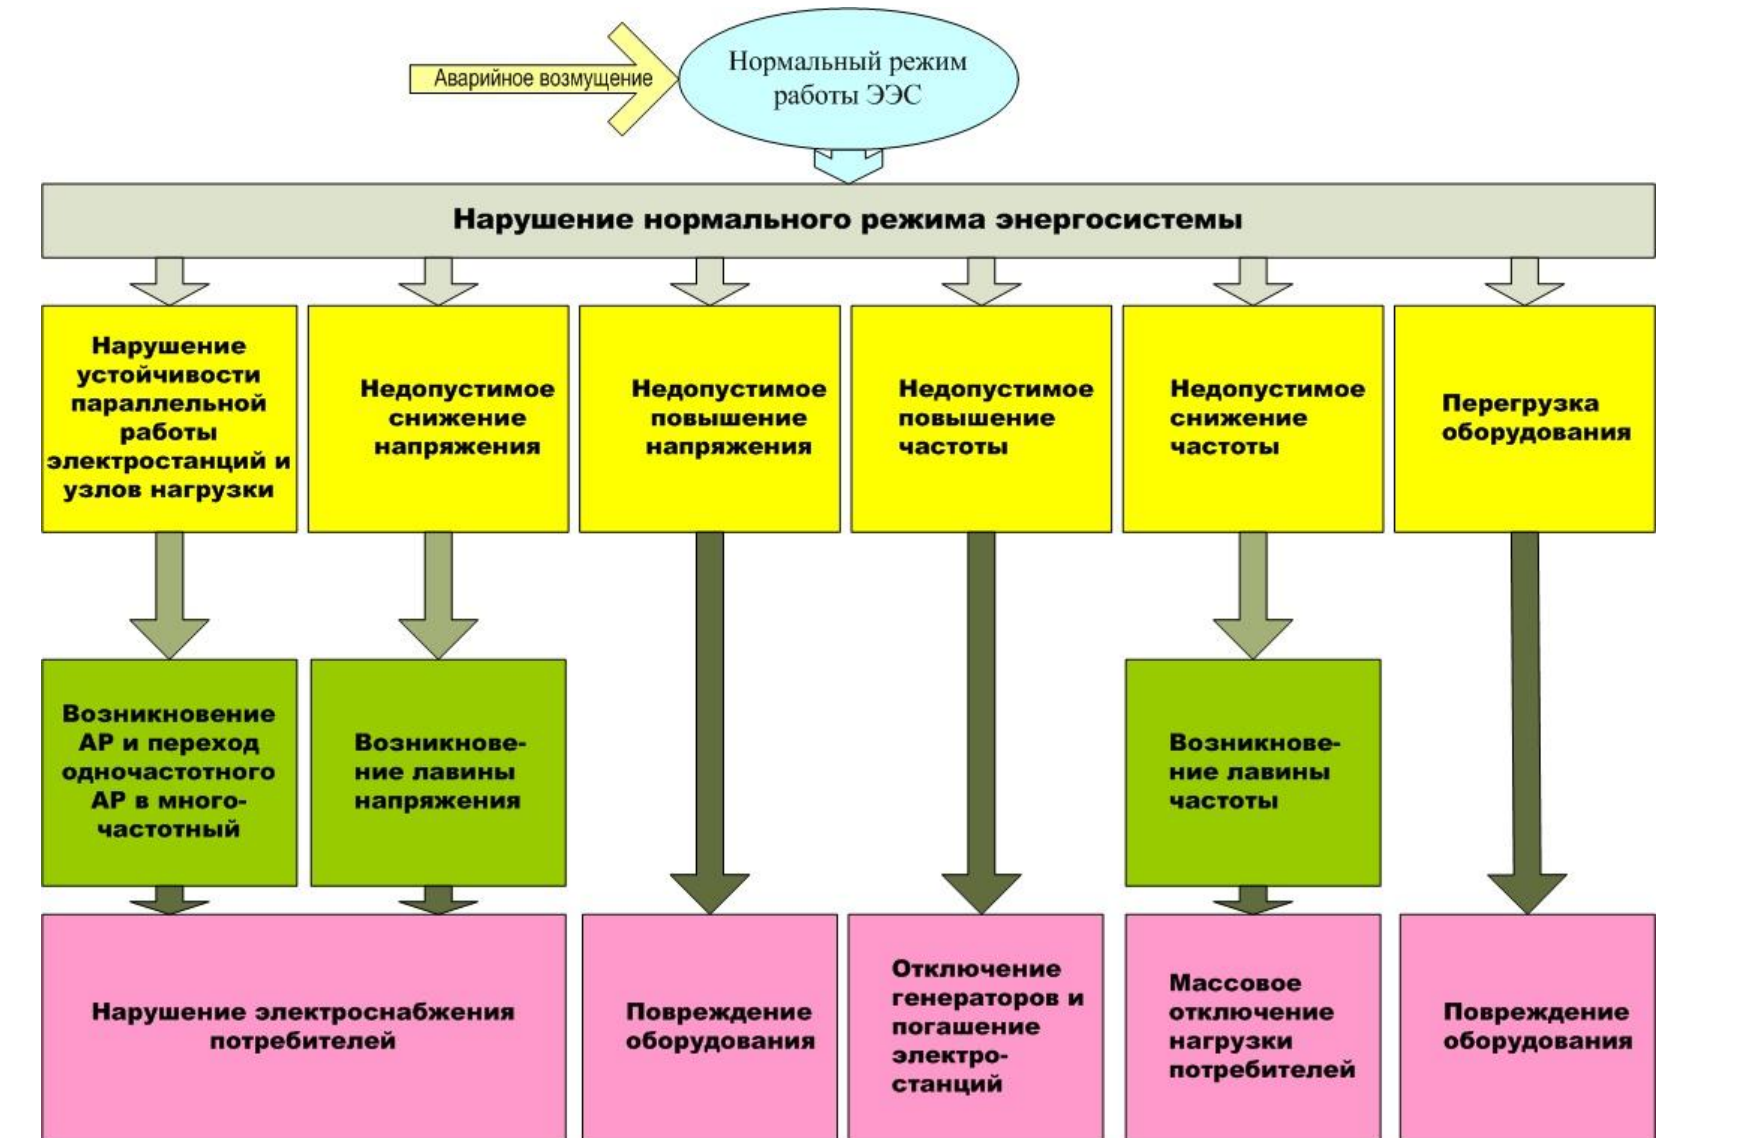 Аварийное возмущение
Нормальный режим
работы ЭЭС
Нарушение нормального режима энергосистемы
Нарушение
устойчивости
параллельной
работы
электростанций и
узлов нагрузки
Недопустимое
снижение
напряжения
Недопустимое
повышение
напряжения
Недопустимое
повышение
частоты
Недопустимое
снижение
частоты
Перегрузка
оборудования
Возникновение
АР и переход
одночастотного
АР в много-
частотный
Возникнове-
ние лавины
напряжения
Возникнове-
ние лавины
частоты
Нарушение электроснабжения
потребителей
Повреждение
оборудования
Отключение
генераторов и
погашение
электро-
станций
Массовое
отключение
нагрузки
потребителей
Повреждение
оборудования